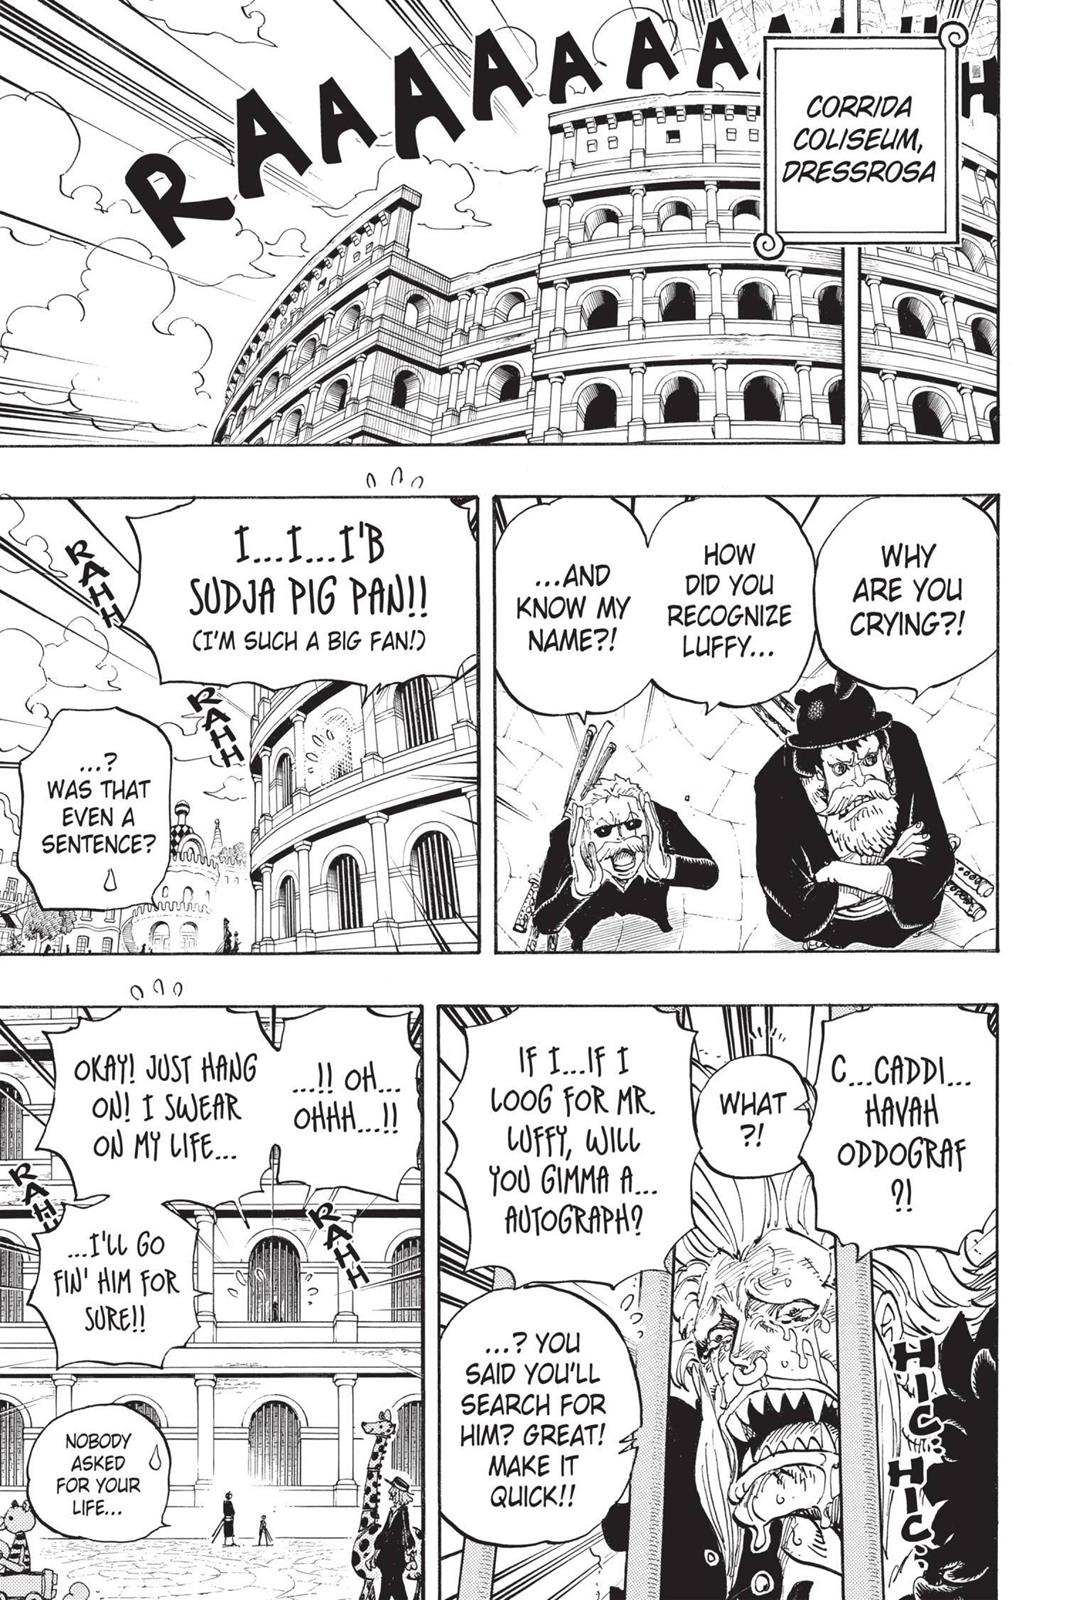 RAAAAAAAAAH
CORRIDA
COLISEUM,
DRESSROSA
WHY
ARE YOU
CRYING?!
HOW
DID YOU
RECOGNIZE
LUFFY...
...AND
KNOW MY
NAME?!
I...I...I'B
SUDJA PIG PAN!!
(I'M SUCH A BIG FAN!)
RAHH
RAHH
...?
WAS THAT
EVEN A
SENTENCE?
C...CADDI...
HAVAH
ODDOGRAF
?!
WHAT
?!
IF I...IF I
LOOG FOR MR.
LUFFY, WILL
YOU GIMMA A...
AUTOGRAPH?
...? YOU
SAID YOU'LL
SEARCH FOR
HIM? GREAT!
MAKE IT
QUICK!!
HIC
HIC
...!! OH...
OHHH...!!
OKAY! JUST HANG
ON! I SWEAR
ON MY LIFE...
RAHH
RAHH
...I'LL GO
FIN' HIM FOR
SURE!!
NOBODY
ASKED
FOR YOUR
LIFE...